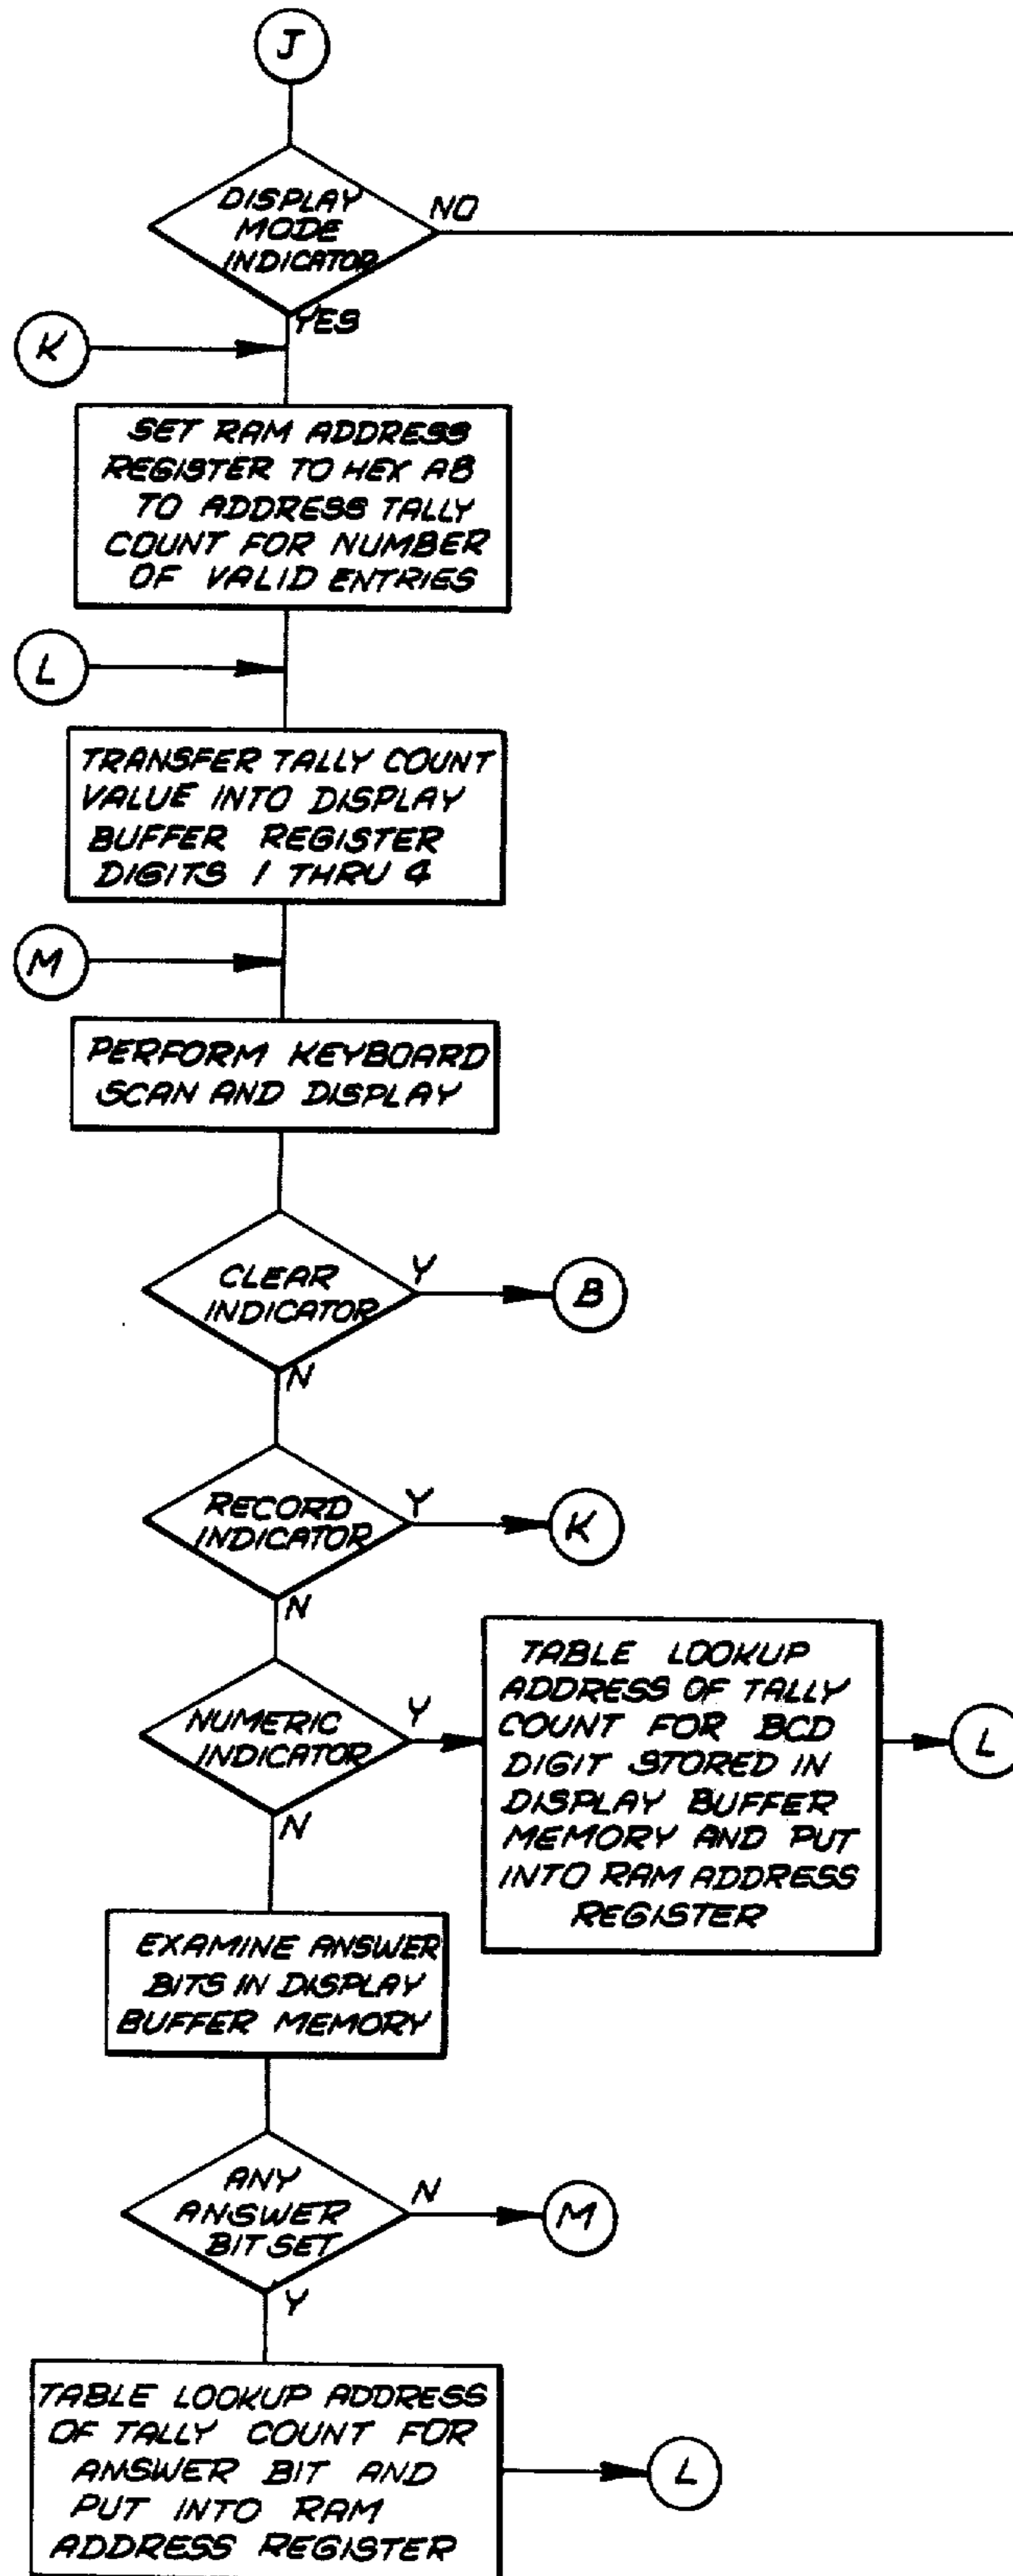 J
DISPLAY
MODE
INDICATOR
NO
YES
K
SET RAM ADDRESS
REGISTER TO HEX AB
TO ADDRESS TALLY
COUNT FOR NUMBER
OF VALID ENTRIES
L
TRANSFER TALLY COUNT
VALUE INTO DISPLAY
BUFFER REGISTER
DIGITS 1 THRU 4
M
PERFORM KEYBOARD
SCAN AND DISPLAY
CLEAR
INDICATOR
Y
B
N
RECORD
INDICATOR
Y
K
N
NUMERIC
INDICATOR
Y
TABLE LOOKUP
ADDRESS OF TALLY
COUNT FOR BCD
DIGIT STORED IN
DISPLAY BUFFER
MEMORY AND PUT
INTO RAM ADDRESS
REGISTER
L
N
EXAMINE ANSWER
BITS IN DISPLAY
BUFFER MEMORY
ANY
ANSWER
BIT SET
N
M
Y
TABLE LOOKUP ADDRESS
OF TALLY COUNT FOR
ANSWER BIT AND
PUT INTO RAM
ADDRESS REGISTER
L